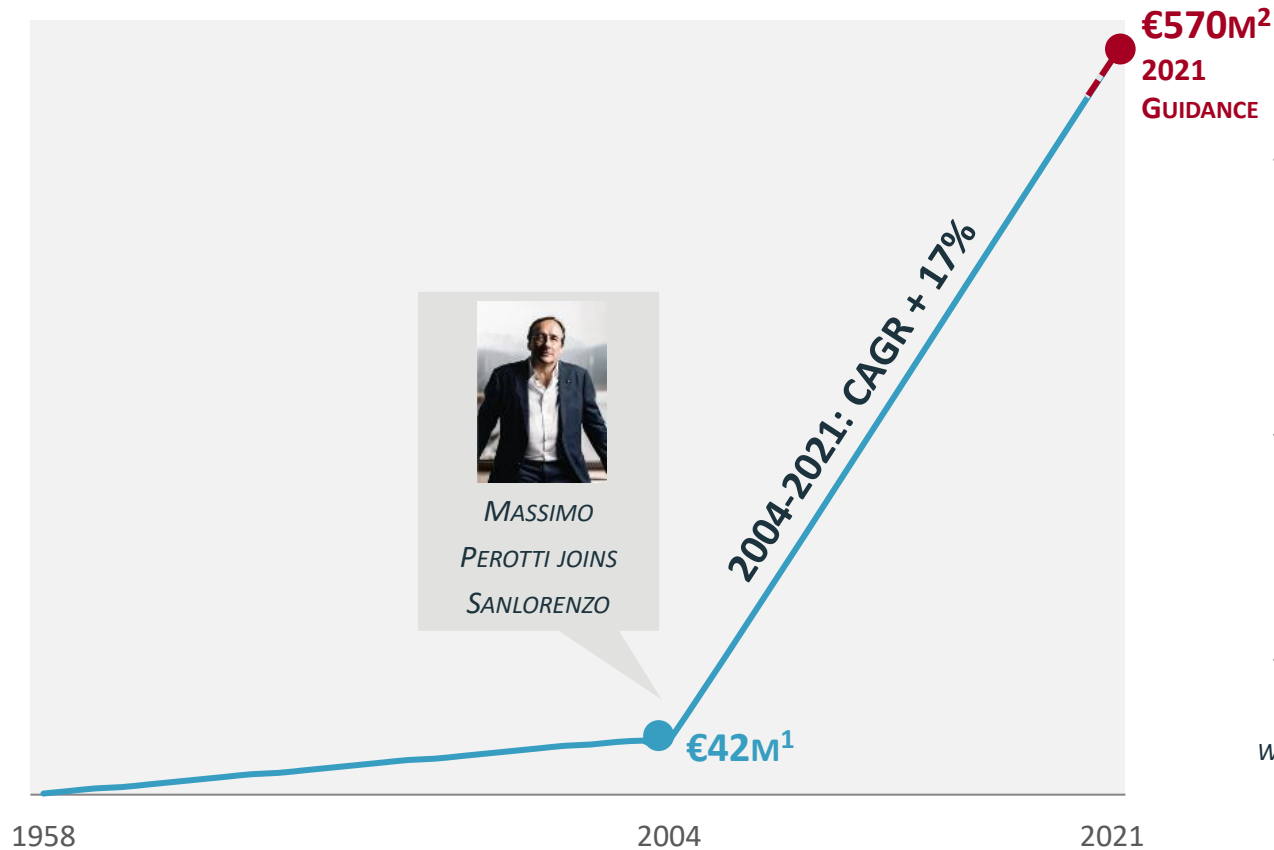 €570M²
2021
GUIDANCE
2004-2021: CAGR + 17%
MASSIMO
PEROTTI JOINS
SANLORENZO
€42M¹
W
1958
2004
2021